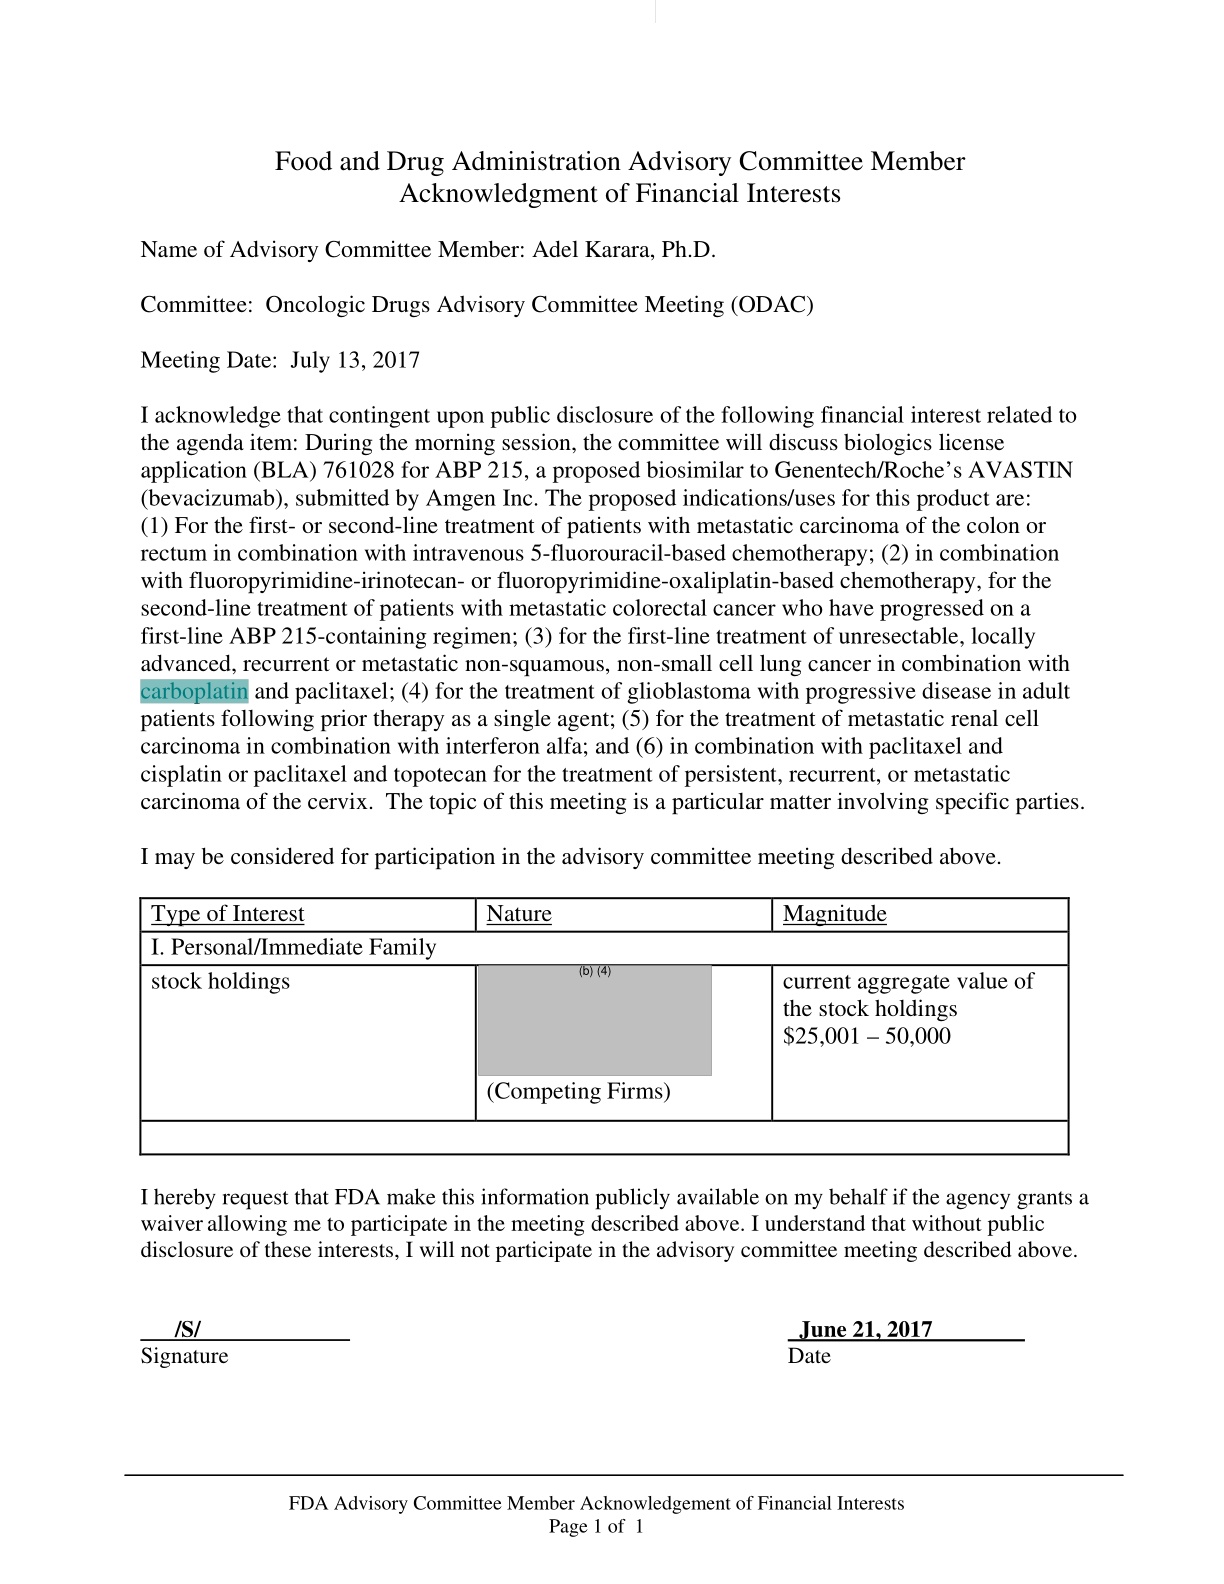 Food and Drug Administration Advisory Committee Member
Acknowledgment of Financial Interests
Name of Advisory Committee Member: Adel Karara, Ph.D.
Committee:  Oncologic Drugs Advisory Committee Meeting (ODAC)
Meeting Date:  July 13, 2017
I acknowledge that contingent upon public disclosure of the following financial interest related to
the agenda item: During the morning session, the committee will discuss biologics license
application (BLA) 761028 for ABP 215, a proposed biosimilar to Genentech/Roche’s AVASTIN
(bevacizumab), submitted by Amgen Inc. The proposed indications/uses for this product are:
(1) For the first- or second-line treatment of patients with metastatic carcinoma of the colon or
rectum in combination with intravenous 5-fluorouracil-based chemotherapy; (2) in combination
with fluoropyrimidine-irinotecan- or fluoropyrimidine-oxaliplatin-based chemotherapy, for the
second-line treatment of patients with metastatic colorectal cancer who have progressed on a
first-line ABP 215-containing regimen; (3) for the first-line treatment of unresectable, locally
advanced, recurrent or metastatic non-squamous, non-small cell lung cancer in combination with
carboplatin and paclitaxel; (4) for the treatment of glioblastoma with progressive disease in adult
patients following prior therapy as a single agent; (5) for the treatment of metastatic renal cell
carcinoma in combination with interferon alfa; and (6) in combination with paclitaxel and
cisplatin or paclitaxel and topotecan for the treatment of persistent, recurrent, or metastatic
carcinoma of the cervix.  The topic of this meeting is a particular matter involving specific parties.
I may be considered for participation in the advisory committee meeting described above.
Type of Interest Nature Magnitude
I. Personal/Immediate Family
stock holdings (b) (4) current aggregate value of
the stock holdings
$25,001 – 50,000
(Competing Firms)
I hereby request that FDA make this information publicly available on my behalf if the agency grants a
waiver allowing me to participate in the meeting described above. I understand that without public
disclosure of these interests, I will not participate in the advisory committee meeting described above.
/S/ June 21, 2017
Signature Date
FDA Advisory Committee Member Acknowledgement of Financial Interests
Page 1 of  1